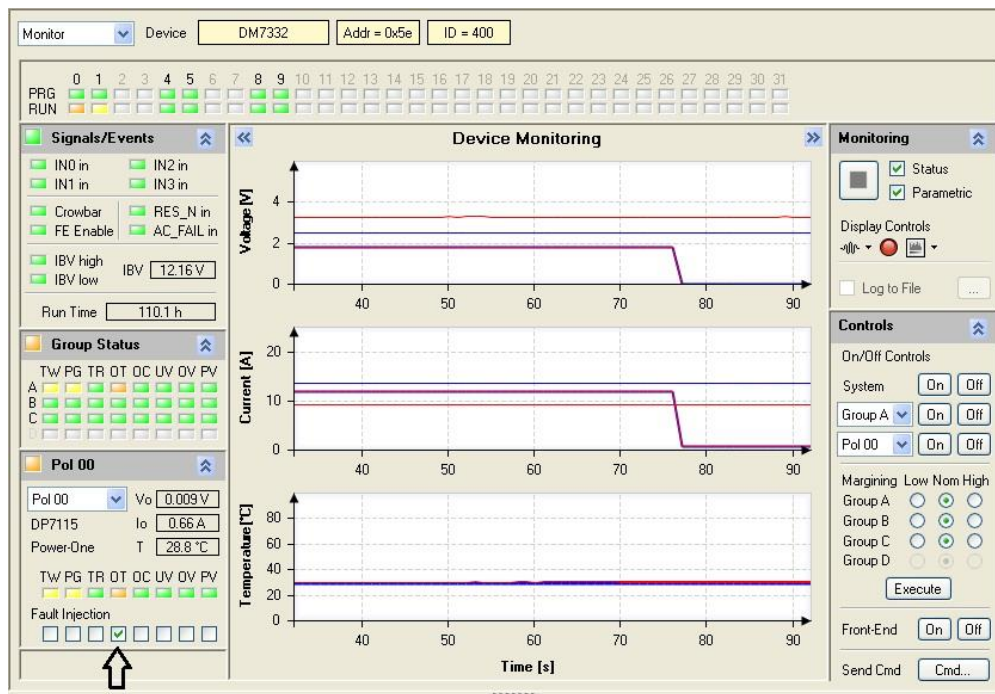 Monitor Device DM7332 Addr = 0x5e ID = 400
0 1 2 3 4 5 6 7 8 9 10 11 12 13 14 15 16 17 18 19 20 21 22 23 24 25 26 27 28 29 30 31
PRG
RUN
Signals/Events
IN0 in IN2 in
IN1 in IN3 in
Crowbar RES_N in
FE Enable AC_FAIL in
IBV high
IBV 12.16 V
IBV low
Run Time 110.1 h
Group Status
TW PG TR OT OC UV OV PV
A
B
C
D
Pol 00
Pol 00 Vo 0.009 V
DP7115 Io 0.66 A
Power-One T 28.8 °C
TW PG TR OT OC UV OV PV
Fault Injection
Device Monitoring
Voltage [V]
4
2
0
40 50 60 70 80 90
Current [A]
20
10
0
40 50 60 70 80 90
Temperature [°C]
80
60
40
20
0
40 50 60 70 80 90
Time [s]
Monitoring
Status
Parametric
Display Controls
Log to File ...
Controls
On/Off Controls
System On Off
Group A On Off
Pol 00 On Off
Margining Low Nom High
Group A
Group B
Group C
Group D
Execute
Front-End On Off
Send Cmd Cmd...